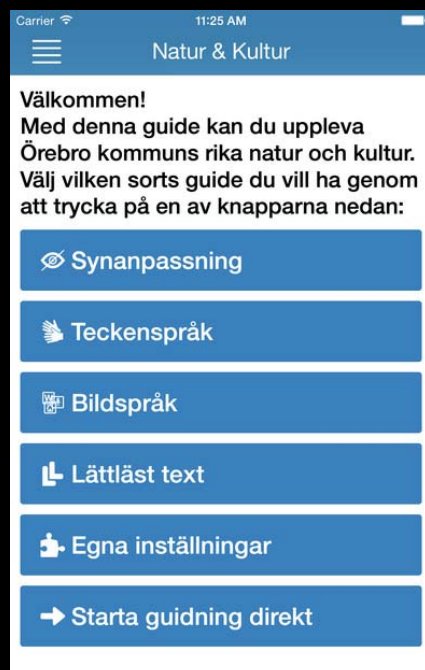 Carrier 11:25 AM
Natur & Kultur
Välkommen!
Med denna guide kan du uppleva
Örebro kommuns rika natur och kultur.
Välj vilken sorts guide du vill ha genom
att trycka på en av knapparna nedan:
Synanpassning
Teckenspråk
Bildspråk
Lättläst text
Egna inställningar
Starta guidning direkt